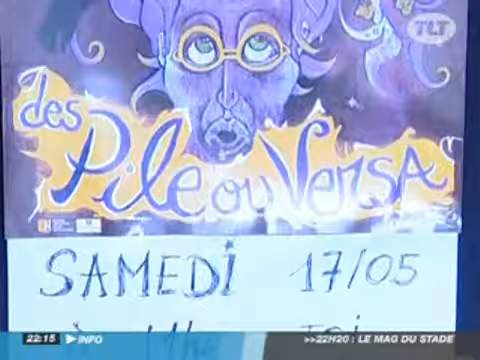 TLT
des
Pile ou Versa
SAMEDI 17/05
22:15 INFO >>22H20 : LE MAG DU STADE